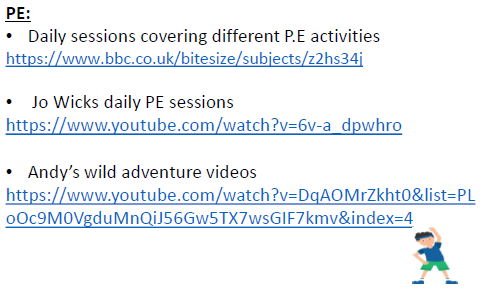 PE:
• Daily sessions covering different P.E activities
https://www.bbc.co.uk/bitesize/subjects/z2hs34j
• Jo Wicks daily PE sessions
https://www.youtube.com/watch?v=6v-a_dpwhro
• Andy’s wild adventure videos
https://www.youtube.com/watch?v=DqAOMrZkht0&list=PL
oOc9M0VgduMnQiJ56Gw5TX7wsGIF7kmv&index=4